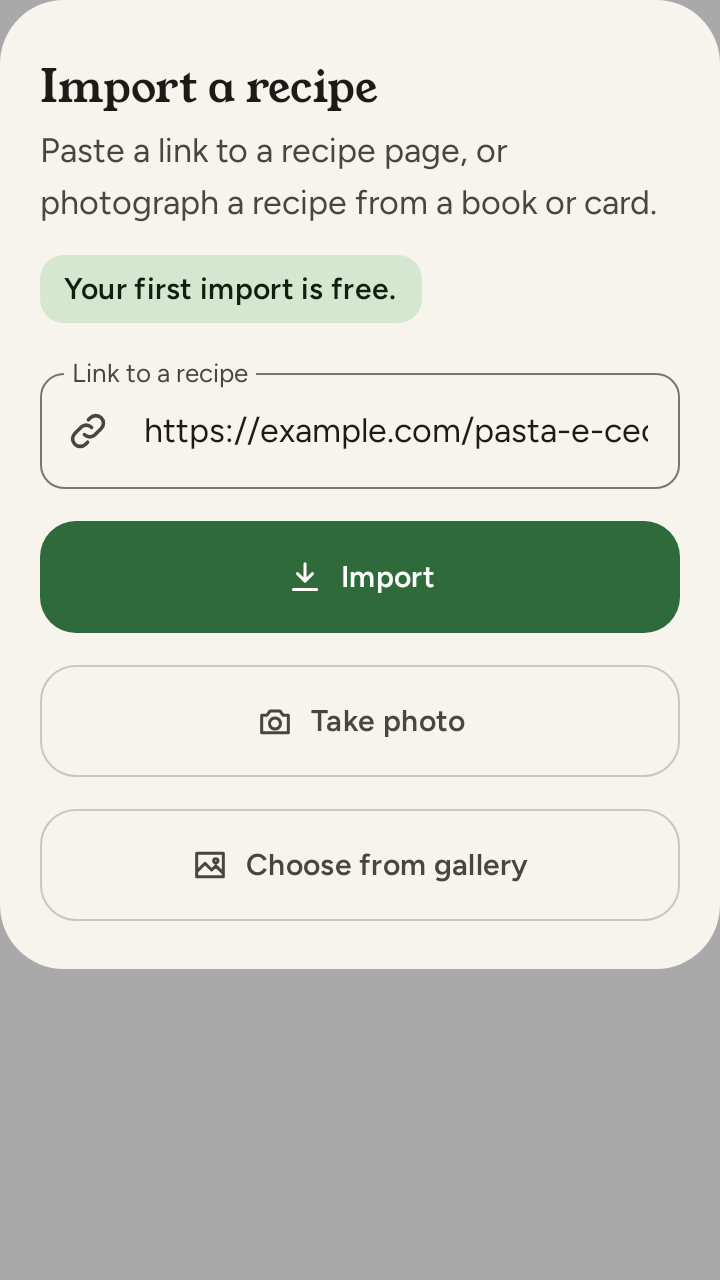 Import a recipe
Paste a link to a recipe page, or
photograph a recipe from a book or card.
Your first import is free.
Link to a recipe
https://example.com/pasta-e-cec
Import
Take photo
Choose from gallery